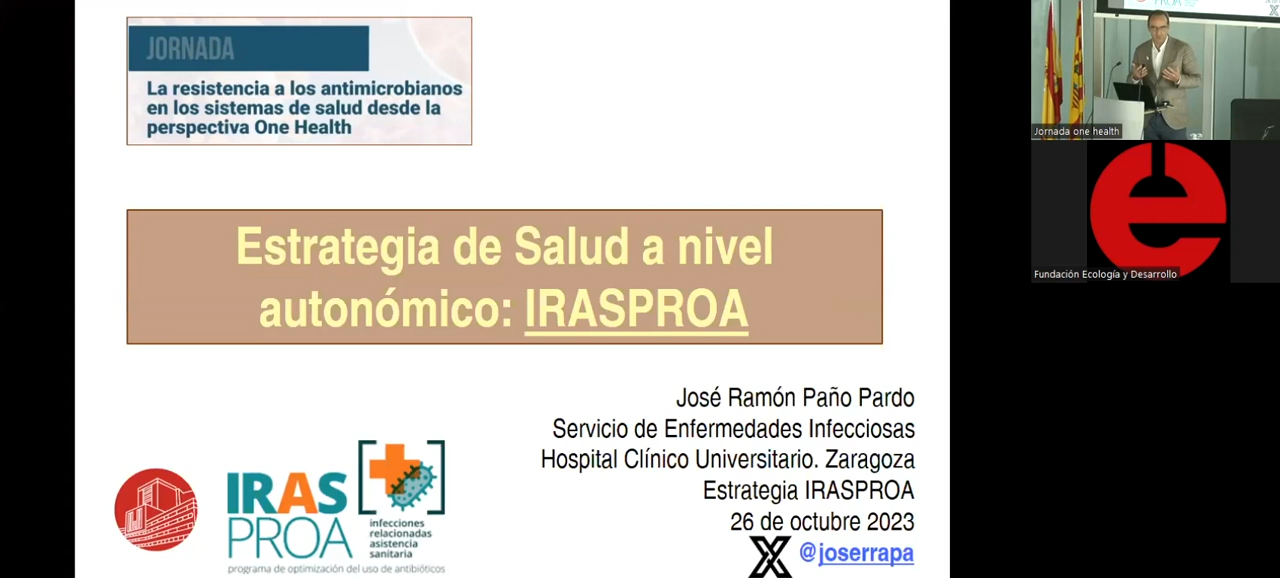 JORNADA
La resistencia a los antimicrobianos
en los sistemas de salud desde la
perspectiva One Health
Estrategia de Salud a nivel
autonómico: IRASPROA
José Ramón Paño Pardo
Servicio de Enfermedades Infecciosas
Hospital Clínico Universitario. Zaragoza
Estrategia IRASPROA
26 de octubre 2023
@joserrapa
IRAS
PROA
infecciones
relacionadas
asistencia
sanitaria
programa de optimización del uso de antibióticos
Jornada one health
e
Fundación Ecología y Desarrollo